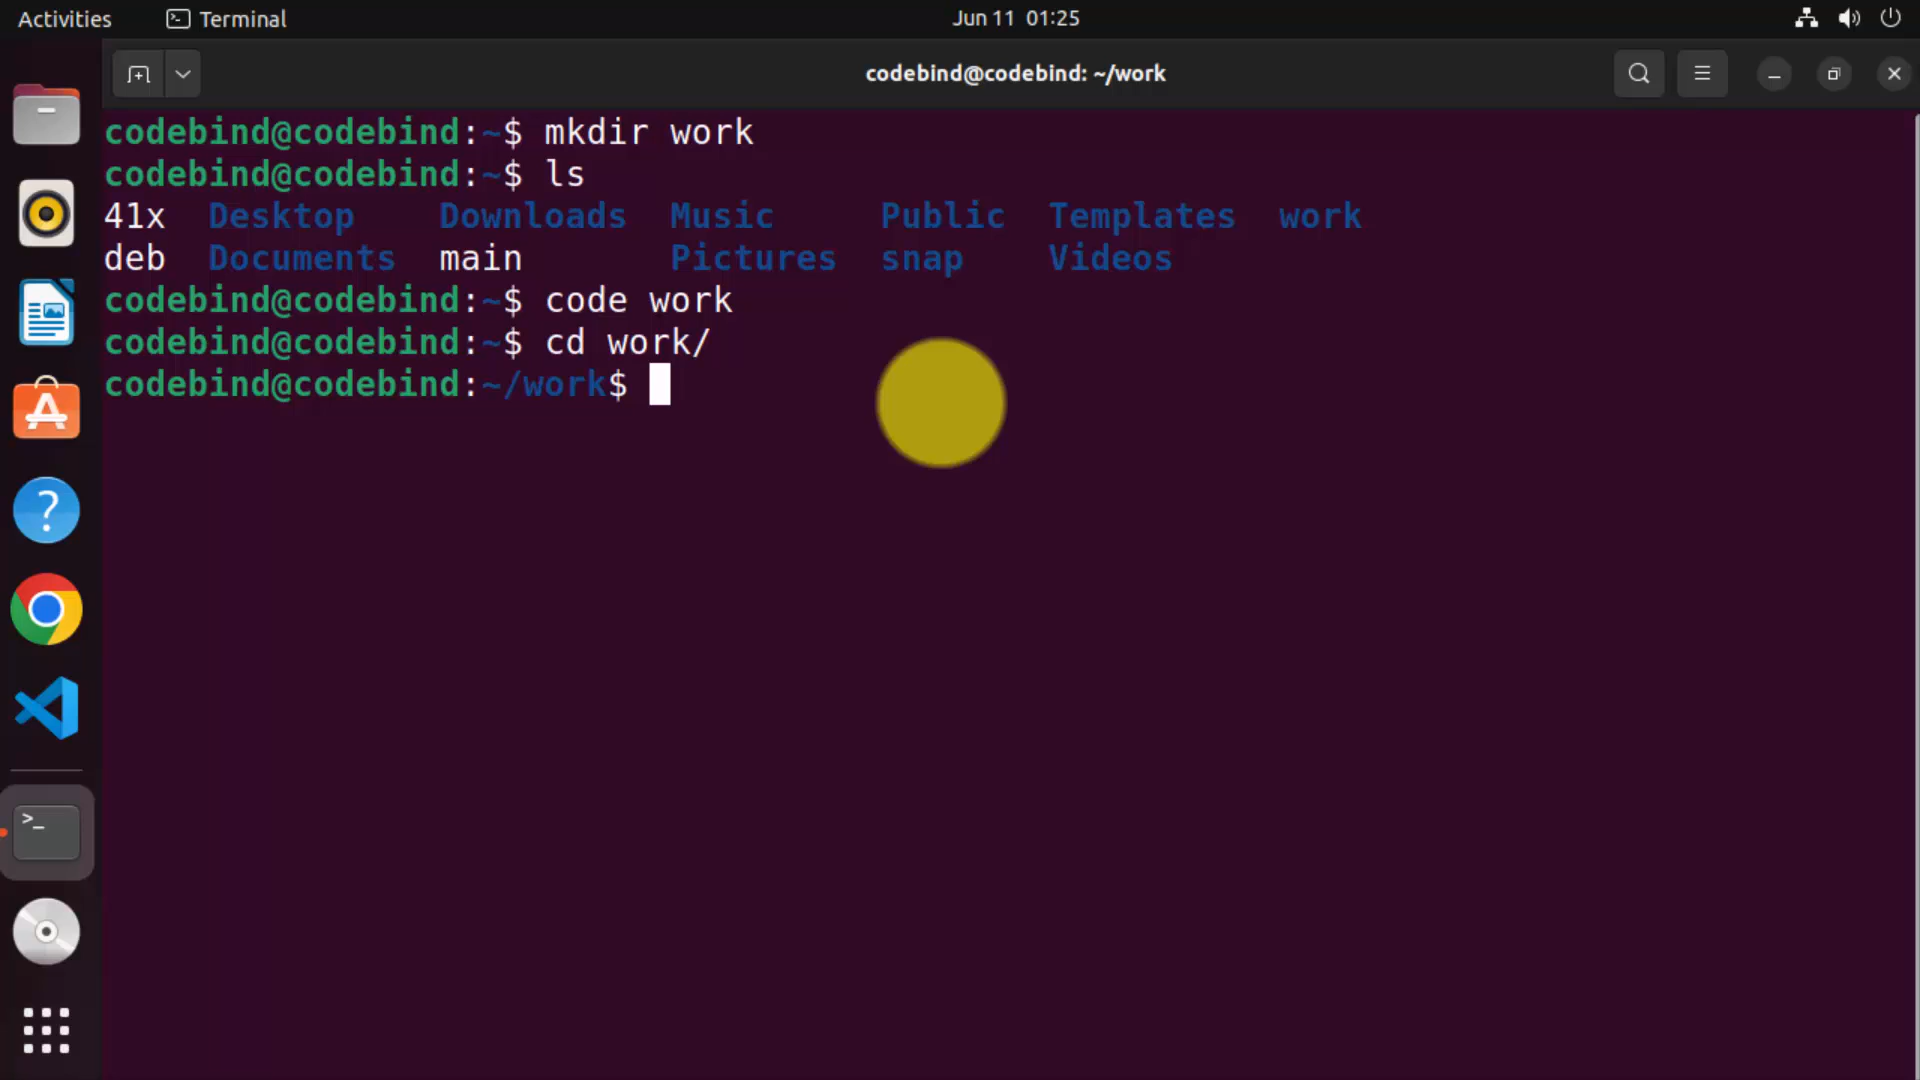 Activities Terminal Jun 11 01:25
codebind@codebind: ~/work
codebind@codebind:~$ mkdir work
codebind@codebind:~$ ls
41x Desktop Downloads Music Public Templates work
deb Documents main Pictures snap Videos
codebind@codebind:~$ code work
codebind@codebind:~$ cd work/
codebind@codebind:~/work$